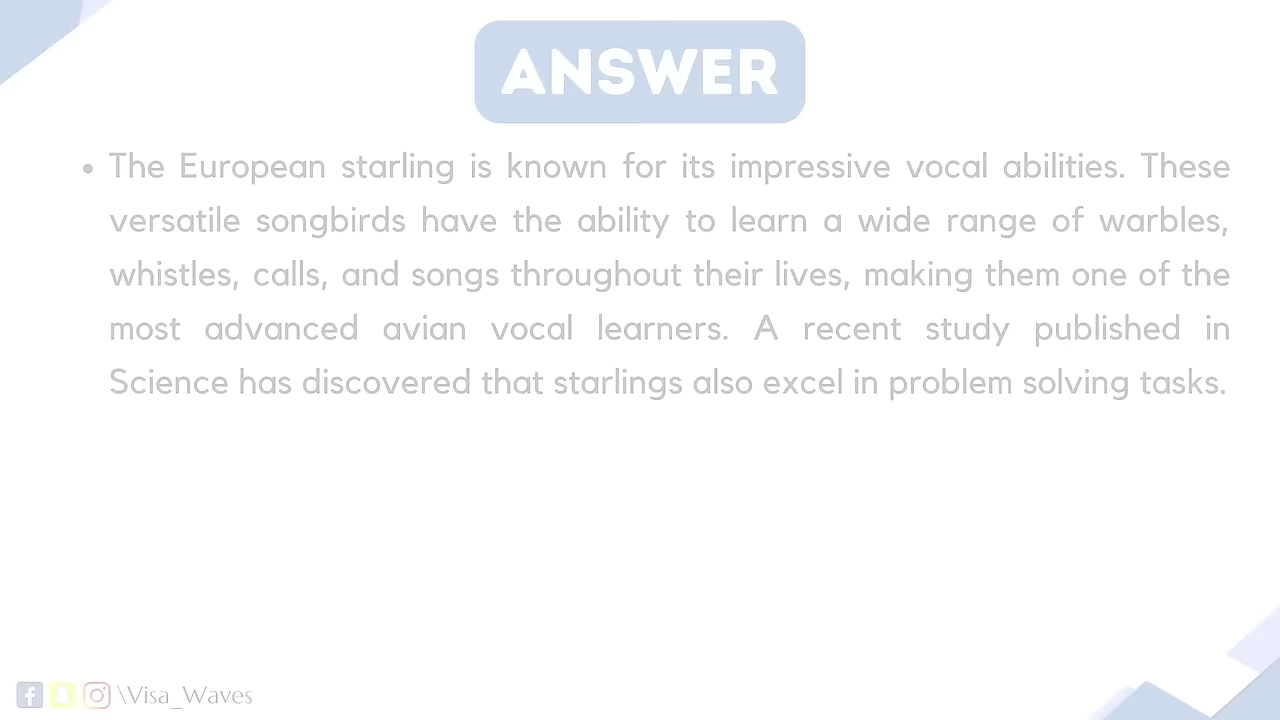 ANSWER
• The European starling is known for its impressive vocal abilities. These
versatile songbirds have the ability to learn a wide range of warbles,
whistles, calls, and songs throughout their lives, making them one of the
most advanced avian vocal learners. A recent study published in
Science has discovered that starlings also excel in problem solving tasks.
\Visa_Waves